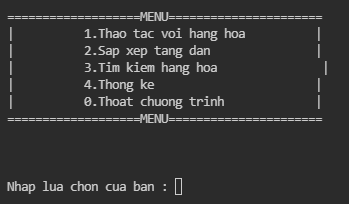 ===================MENU======================
|          1.Thao tac voi hang hoa          |
|          2.Sap xep tang dan               |
|          3.Tim kiem hang hoa               |
|          4.Thong ke                       |
|          0.Thoat chuong trinh             |
===================MENU======================
Nhap lua chon cua ban :